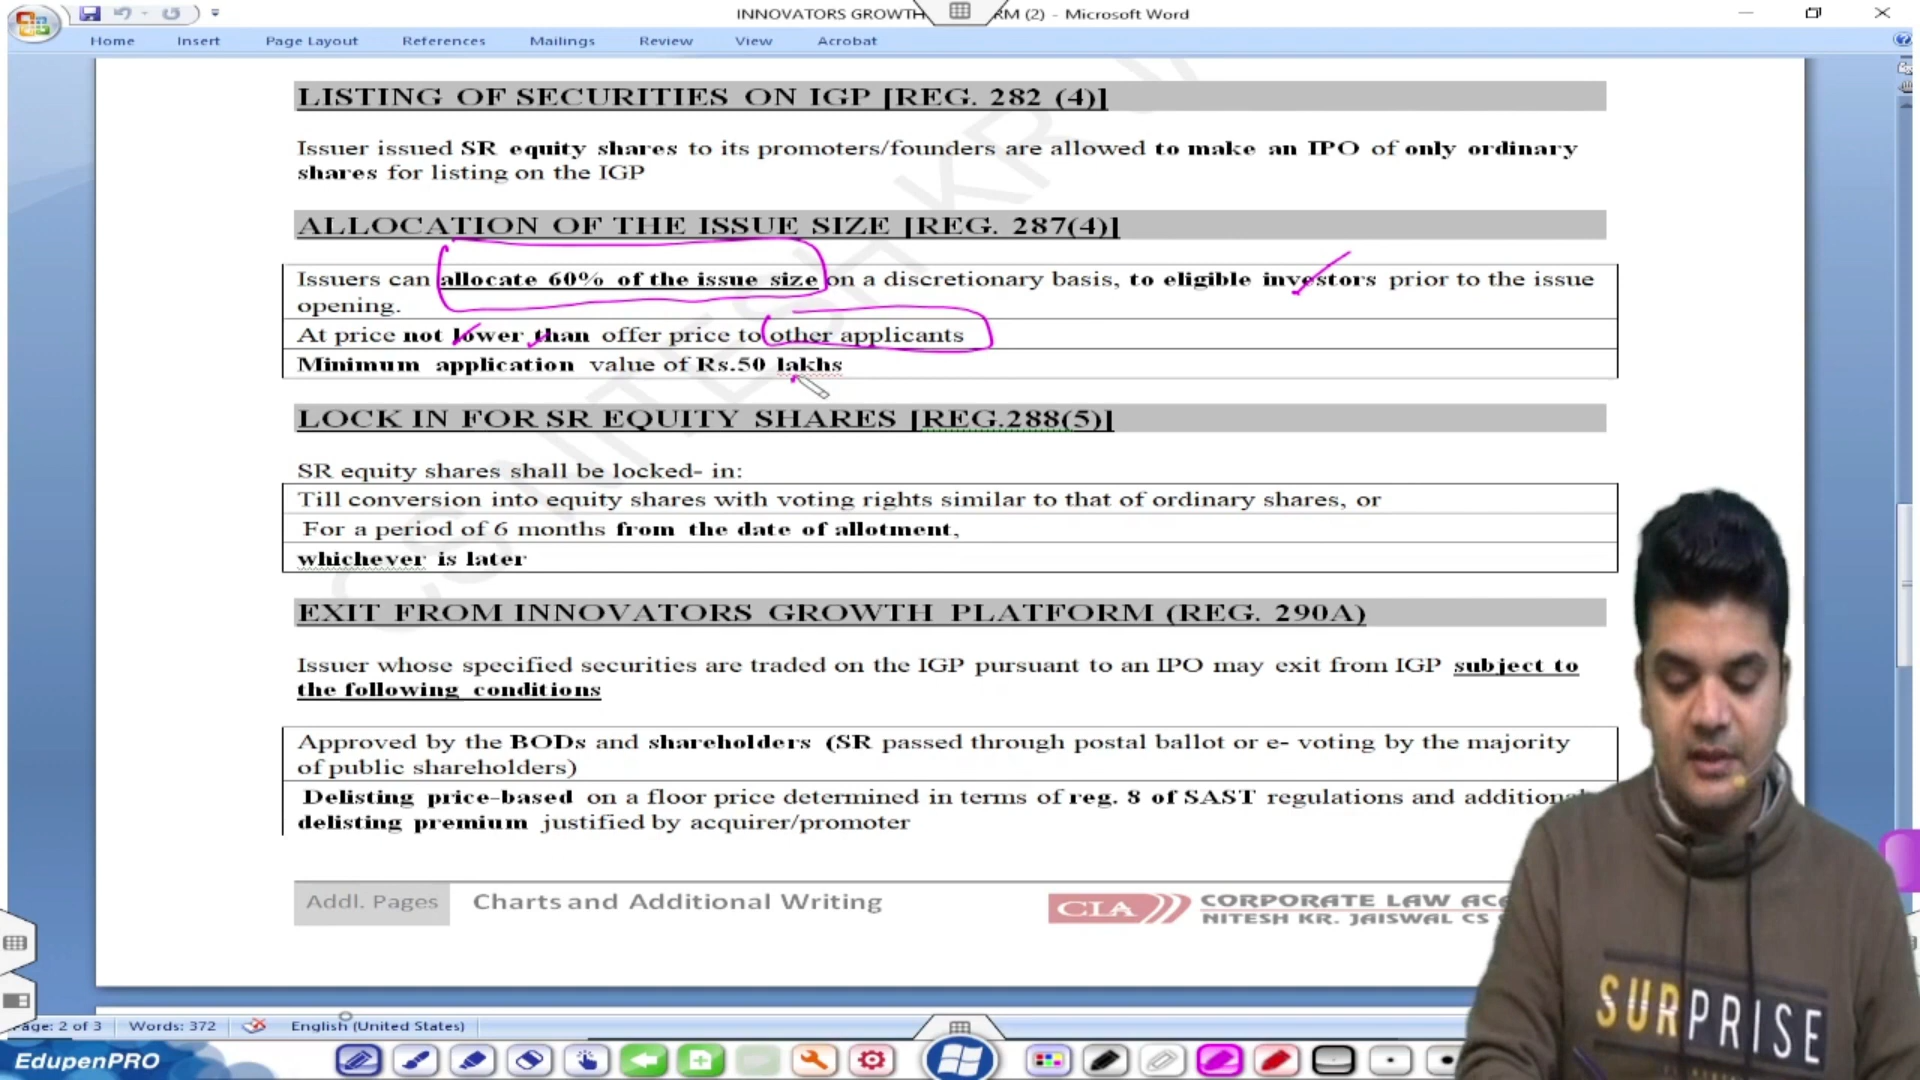 INNOVATORS GROWTH RM (2) - Microsoft Word
Home Insert Page Layout References Mailings Review View Acrobat
LISTING OF SECURITIES ON IGP [REG. 282 (4)]
Issuer issued SR equity shares to its promoters/founders are allowed to make an IPO of only ordinary
shares for listing on the IGP
ALLOCATION OF THE ISSUE SIZE [REG. 287(4)]
Issuers can allocate 60% of the issue size on a discretionary basis, to eligible investors prior to the issue
opening.
At price not lower than offer price to other applicants
Minimum application value of Rs.50 lakhs
LOCK IN FOR SR EQUITY SHARES [REG.288(5)]
SR equity shares shall be locked- in:
Till conversion into equity shares with voting rights similar to that of ordinary shares, or
For a period of 6 months from the date of allotment,
whichever is later
EXIT FROM INNOVATORS GROWTH PLATFORM (REG. 290A)
Issuer whose specified securities are traded on the IGP pursuant to an IPO may exit from IGP subject to
the following conditions
Approved by the BODs and shareholders (SR passed through postal ballot or e- voting by the majority
of public shareholders)
Delisting price-based on a floor price determined in terms of reg. 8 of SAST regulations and additional
delisting premium justified by acquirer/promoter
Addl. Pages Charts and Additional Writing
CLA CORPORATE LAW ACA
NITESH KR. JAISWAL CS
CS NITESH KR
SURPRISE
age: 2 of 3 Words: 372 English (United States)
EdupenPRO